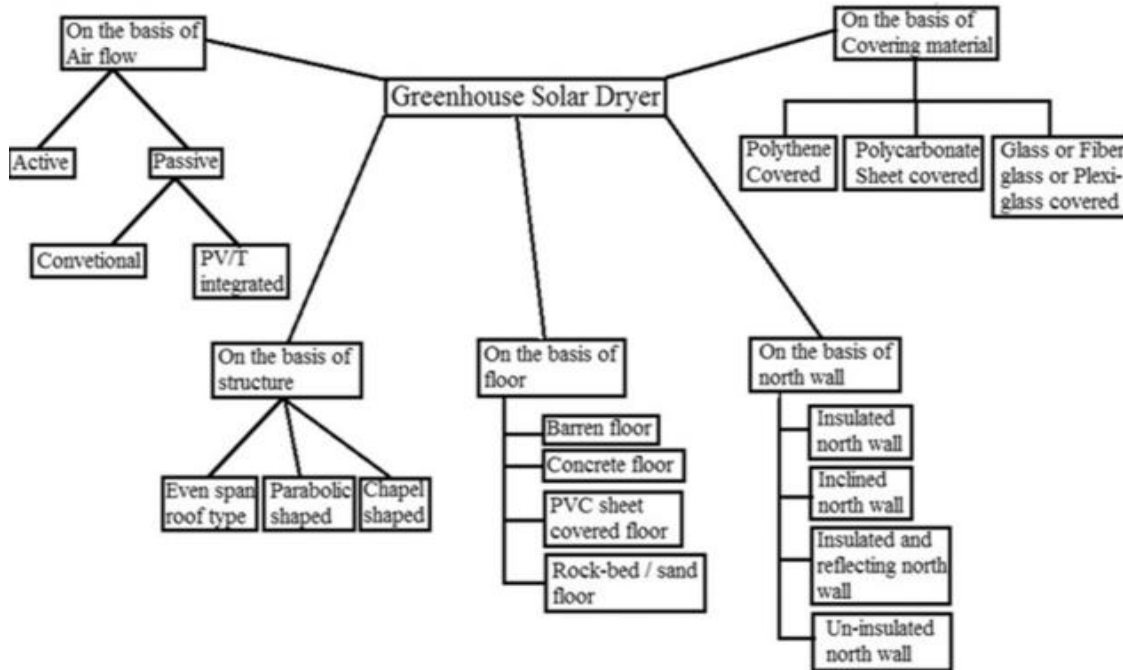 On the basis of
Air flow
On the basis of
Covering material
Greenhouse Solar Dryer
Active
Passive
Polythene
Covered
Polycarbonate
Sheet covered
Glass or Fiber
glass or Plexi-
glass covered
Convetional
PV/T
integrated
On the basis of
structure
On the basis of
floor
On the basis of
north wall
Even span
roof type
Parabolic
shaped
Chapel
shaped
Barren floor
Concrete floor
PVC sheet
covered floor
Rock-bed / sand
floor
Insulated
north wall
Inclined
north wall
Insulated and
reflecting north
wall
Un-insulated
north wall